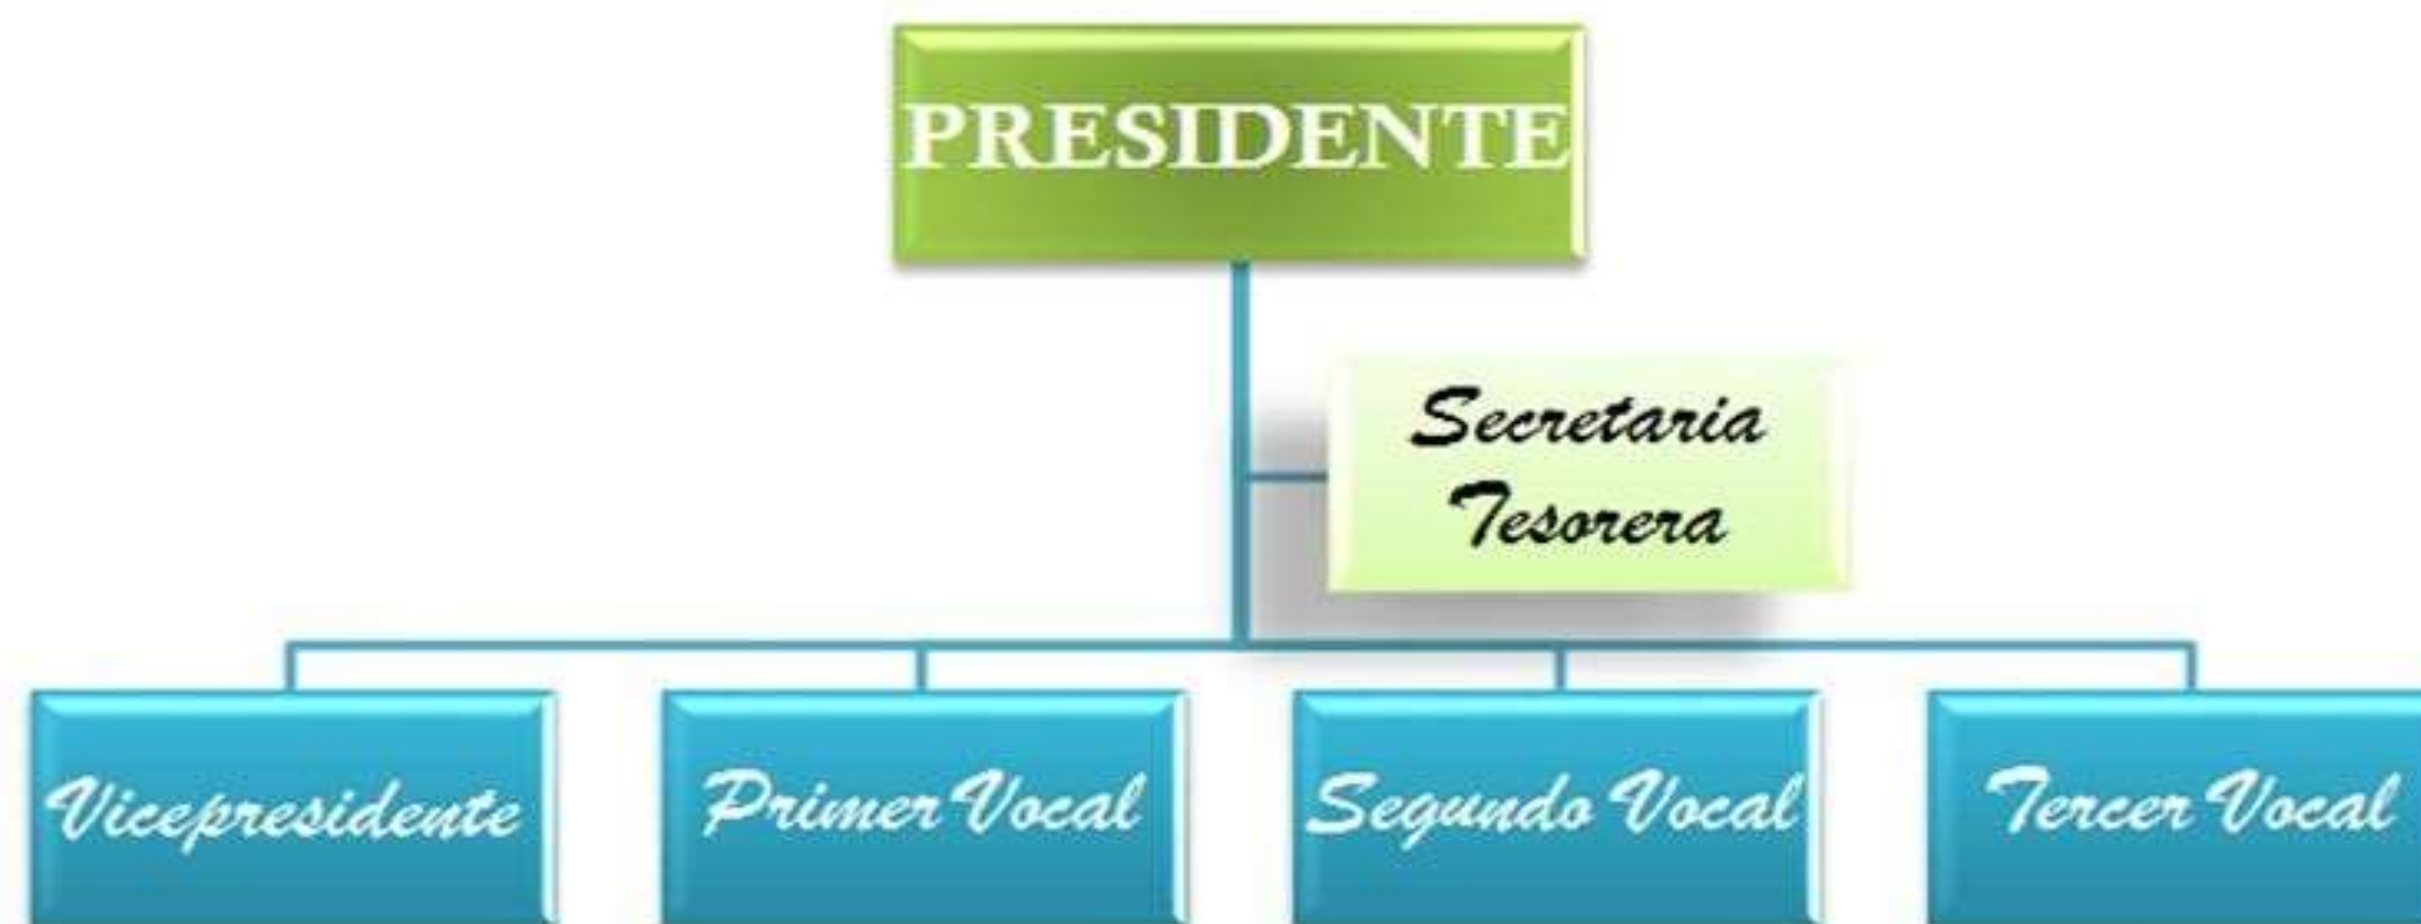 PRESIDENTE
Secretaria
Tesorera
Vicepresidente
Primer Vocal
Segundo Vocal
Tercer Vocal